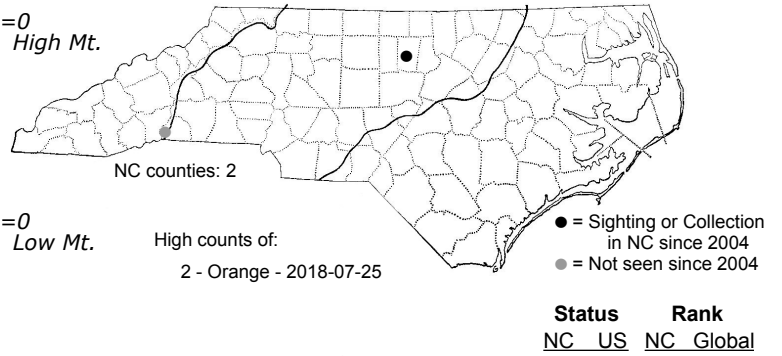 =0
High Mt.
NC counties: 2
=0
Low Mt.
High counts of:
2 - Orange - 2018-07-25
● = Sighting or Collection
in NC since 2004
● = Not seen since 2004
Status Rank
NC US NC Global